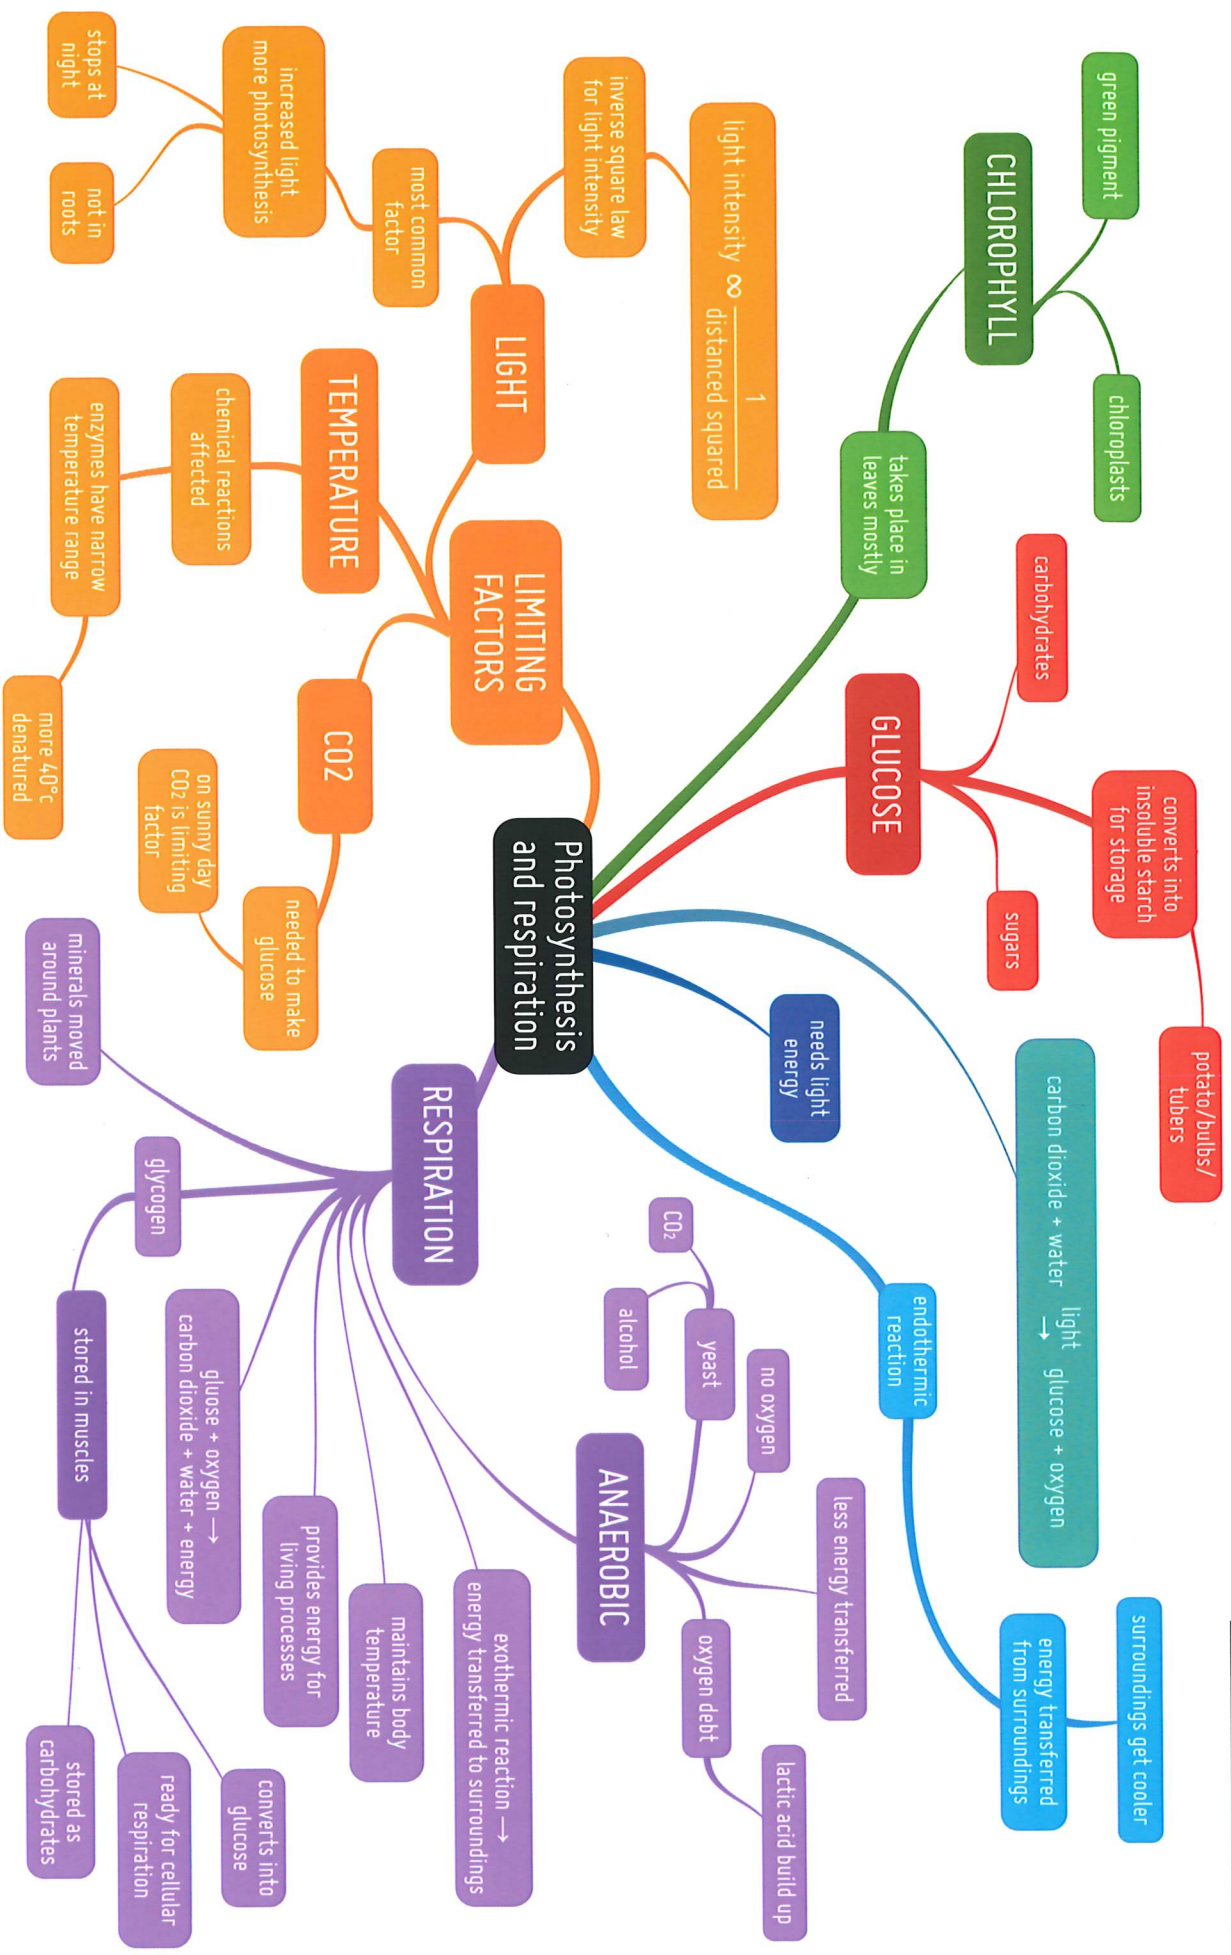 green pigment
chloroplasts
CHLOROPHYLL
takes place in
leaves mostly
carbohydrates
converts into
insoluble starch
for storage
potato/bulbs/
tubers
sugars
GLUCOSE
carbon dioxide + water light → glucose + oxygen
needs light
energy
endothermic
reaction
energy transferred
from surroundings
surroundings get cooler
light intensity ∞ 1
distanced squared
inverse square law
for light intensity
most common
factor
increased light
more photosynthesis
stops at
night
not in
roots
LIGHT
LIMITING
FACTORS
TEMPERATURE
chemical reactions
affected
enzymes have narrow
temperature range
more 40°c
denatured
CO2
needed to make
glucose
on sunny day
CO₂ is limiting
factor
Photosynthesis
and respiration
RESPIRATION
minerals moved
around plants
glycogen
stored in muscles
converts into
glucose
ready for cellular
respiration
stored as
carbohydrates
gluose + oxygen →
carbon dioxide + water + energy
provides energy for
living processes
maintains body
temperature
exothermic reaction →
energy transferred to surroundings
ANAEROBIC
yeast
CO₂
alcohol
no oxygen
less energy transferred
oxygen debt
lactic acid build up